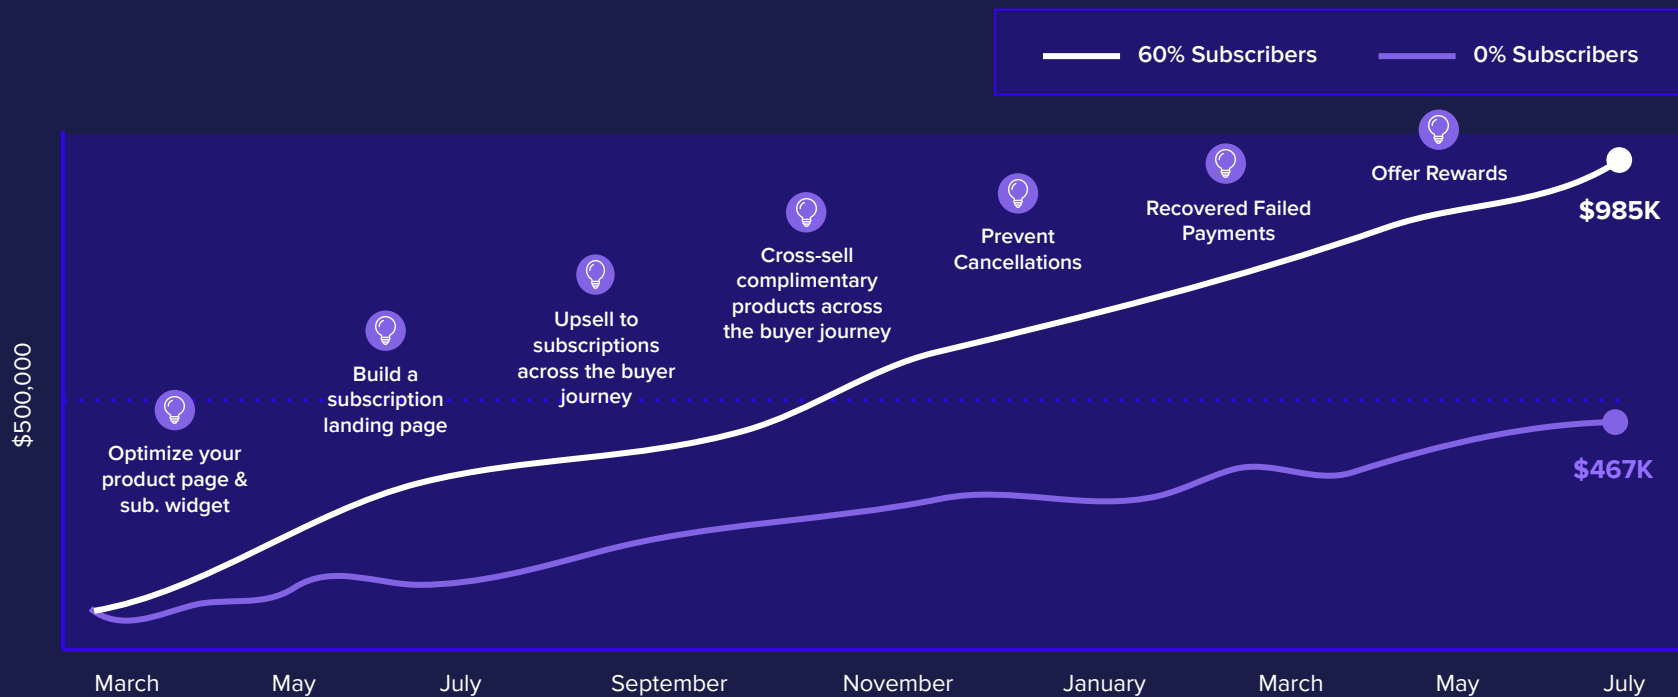 60% Subscribers
0% Subscribers
Offer Rewards
Recovered Failed
Payments
$985K
Prevent
Cancellations
Cross-sell
complimentary
products across
the buyer journey
Upsell to
subscriptions
across the buyer
journey
Build a
subscription
landing page
Optimize your
product page &
sub. widget
$500,000
$467K
March
May
July
September
November
January
March
May
July